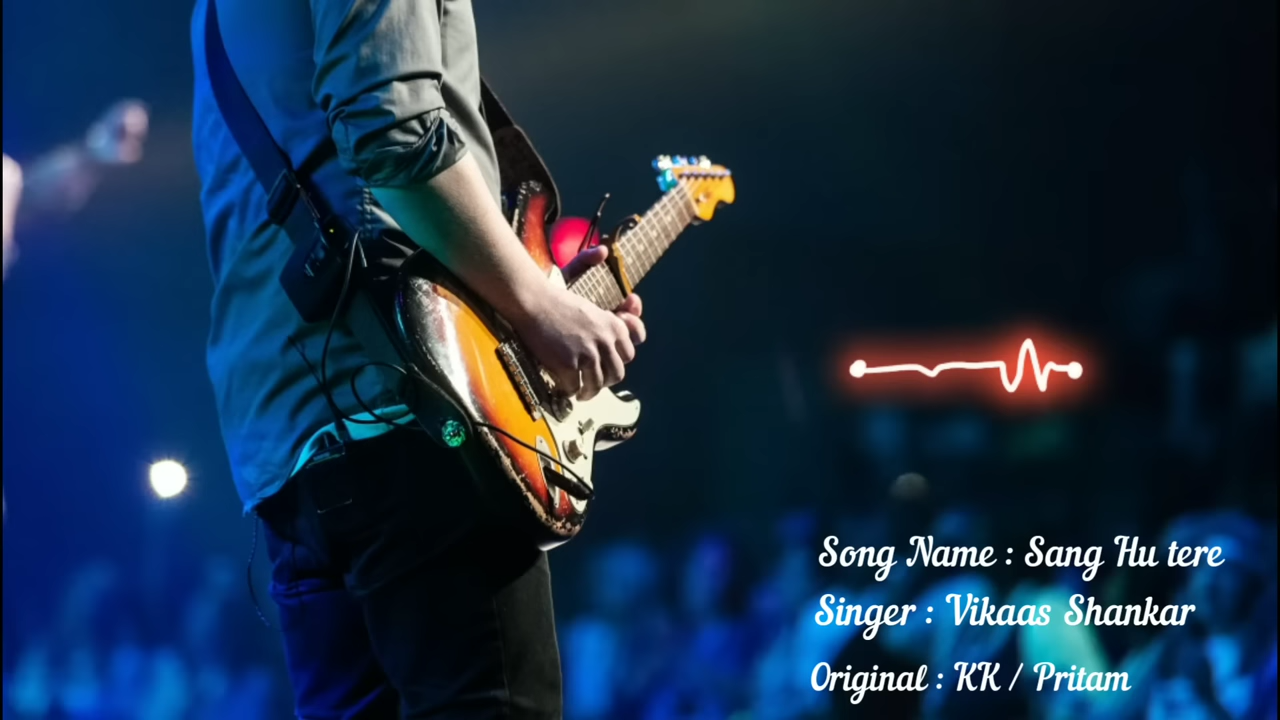 Song Name : Sang Hu tere
Singer : Vikaas Shankar
Original : KK / Pritam